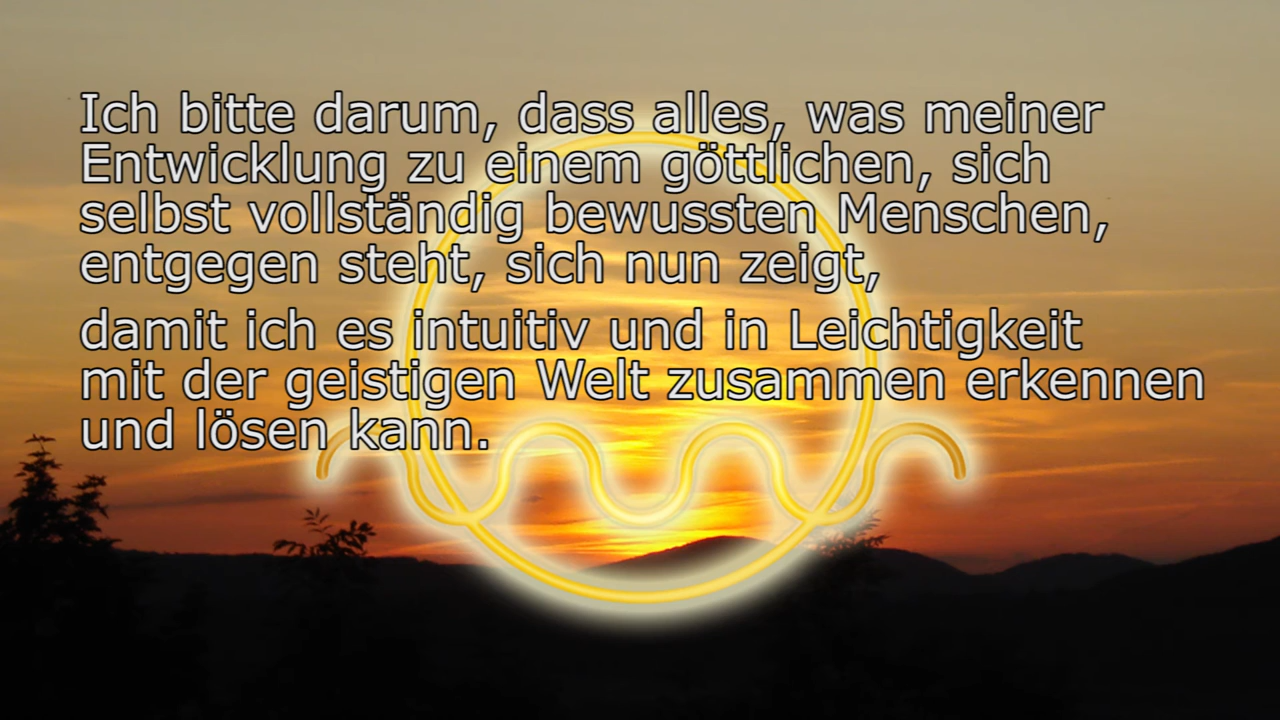 Ich bitte darum, dass alles, was meiner
Entwicklung zu einem göttlichen, sich
selbst vollständig bewussten Menschen,
entgegen steht, sich nun zeigt,
damit ich es intuitiv und in Leichtigkeit
mit der geistigen Welt zusammen erkennen
und lösen kann.